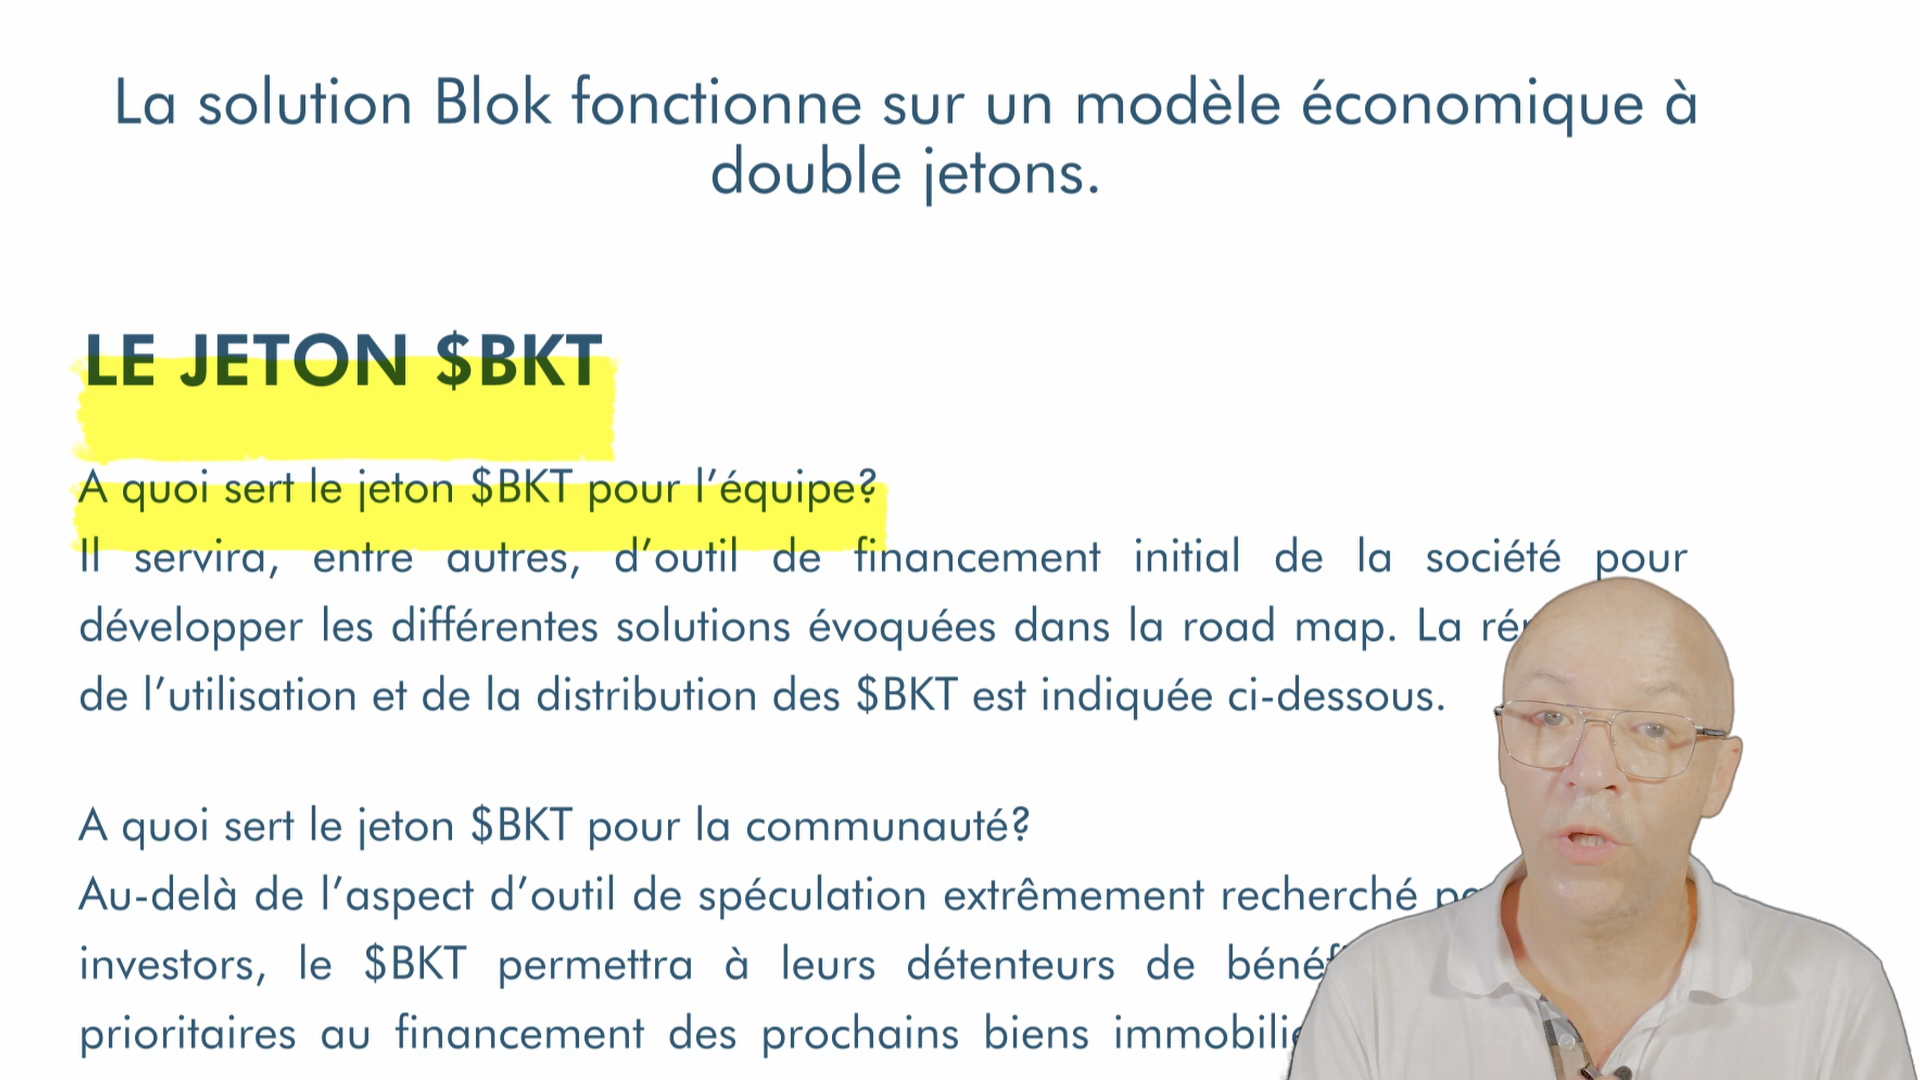 La solution Blok fonctionne sur un modèle économique à
double jetons.
LE JETON $BKT
A quoi sert le jeton $BKT pour l’équipe?
Il servira, entre autres, d’outil de financement initial de la société pour
développer les différentes solutions évoquées dans la road map. La
de l’utilisation et de la distribution des $BKT est indiquée ci-dessous.
A quoi sert le jeton $BKT pour la communauté?
Au-delà de l’aspect d’outil de spéculation extrêmement recherché
investors, le $BKT permettra à leurs détenteurs de
prioritaires au financement des prochains biens